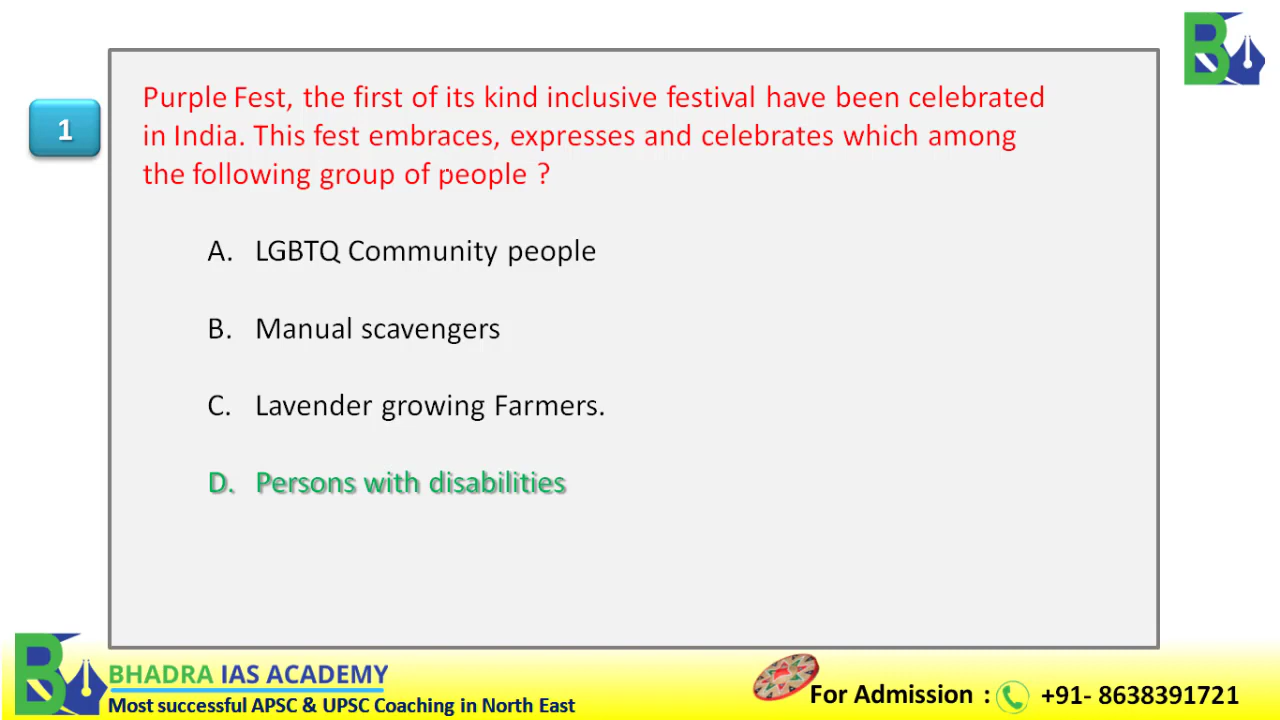 1
Purple Fest, the first of its kind inclusive festival have been celebrated
in India. This fest embraces, expresses and celebrates which among
the following group of people ?
A. LGBTQ Community people
B. Manual scavengers
C. Lavender growing Farmers.
D. Persons with disabilities
BHADRA IAS ACADEMY
Most successful APSC & UPSC Coaching in North East
For Admission : +91- 8638391721